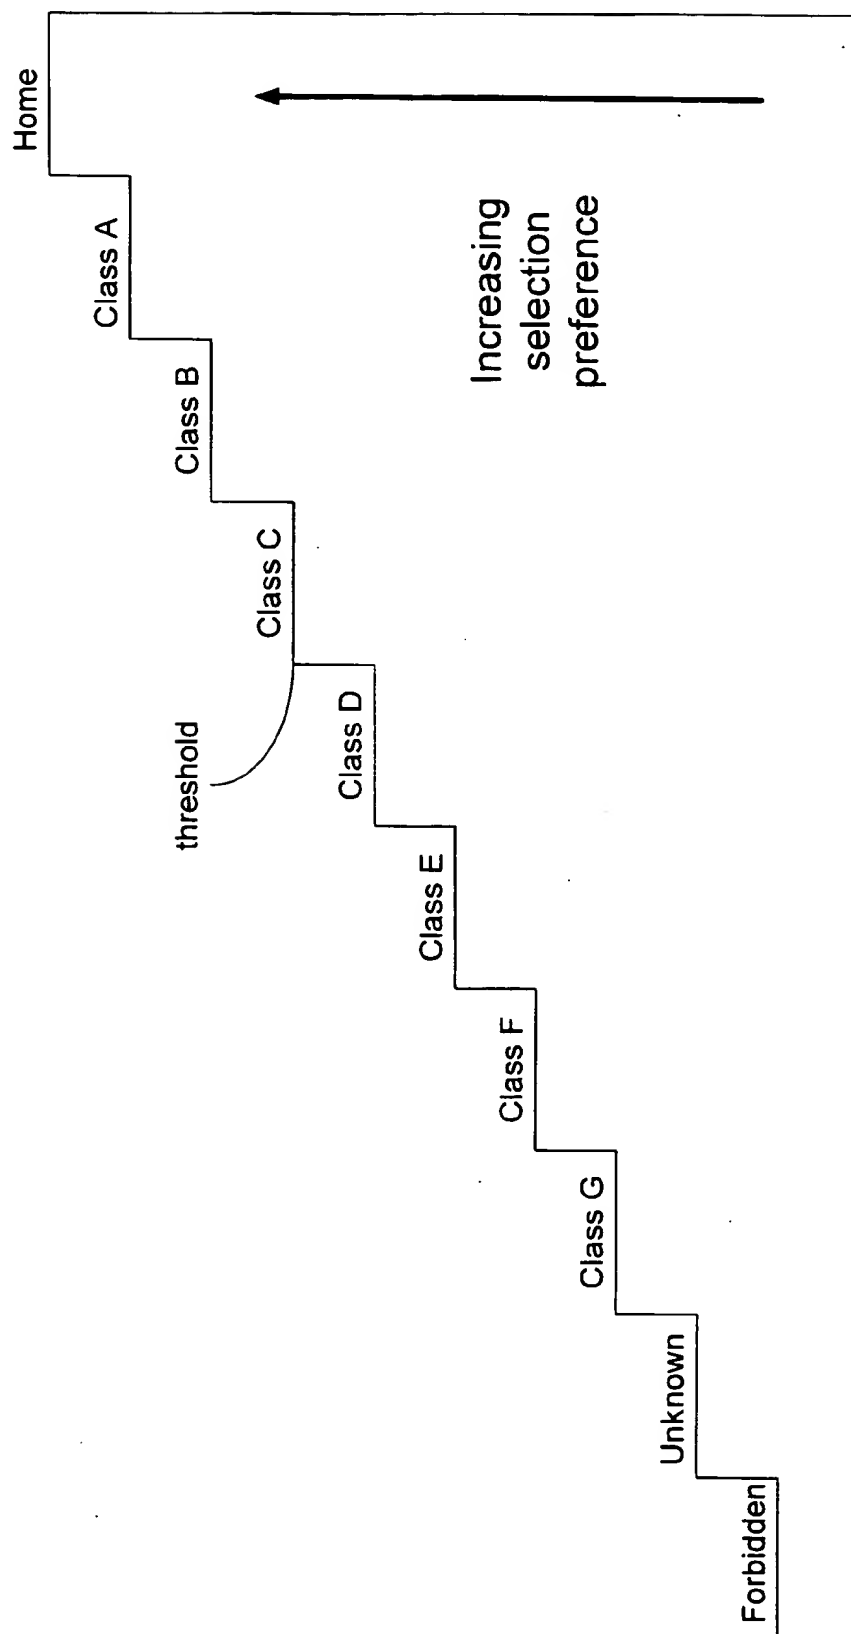 Home
Class A
Class B
Class C
threshold
Class D
Class E
Class F
Class G
Unknown
Forbidden
Increasing
selection
preference